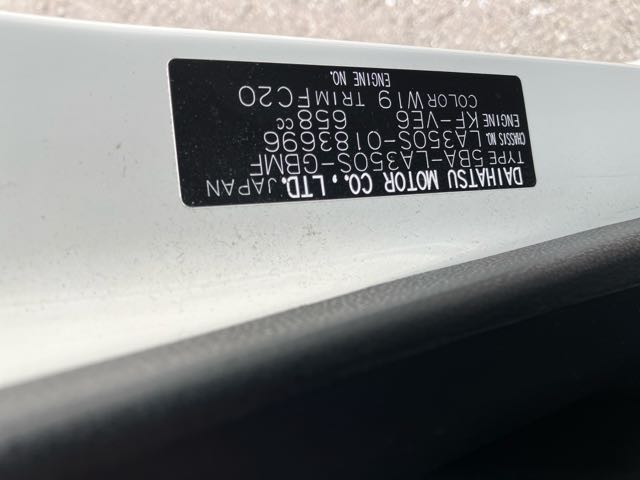 DAIHATSU MOTOR CO., LTD. JAPAN
TYPE 5BA-LA350S-GBMF
CHASSIS NO. LA350S-0183696
ENGINE KF-VE6 658cc
COLOR W19 TRIM FC20
ENGINE NO.